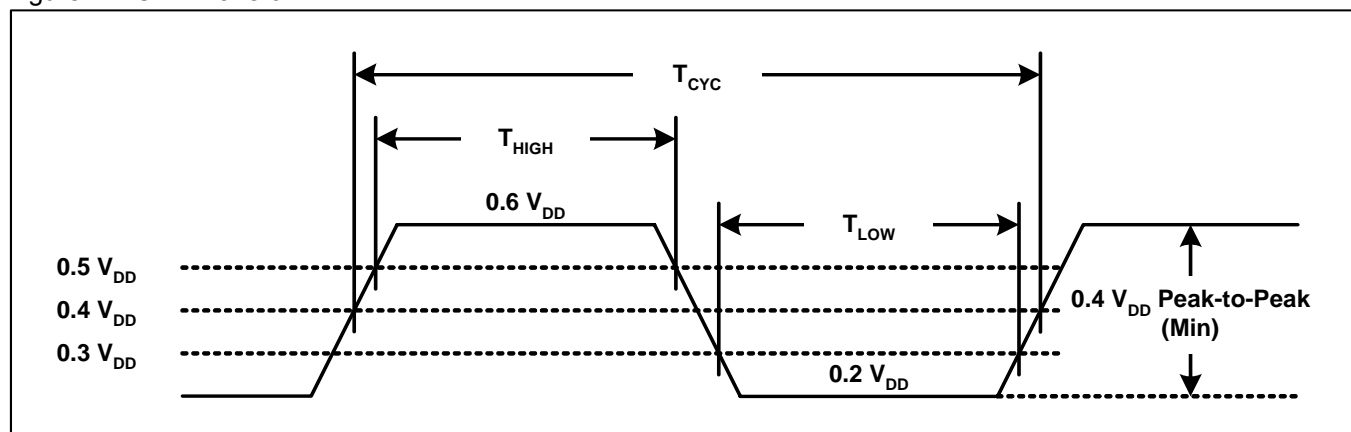 T_CYC
T_HIGH
0.6 V_DD
T_LOW
0.5 V_DD
0.4 V_DD
0.3 V_DD
0.4 V_DD Peak-to-Peak
(Min)
0.2 V_DD